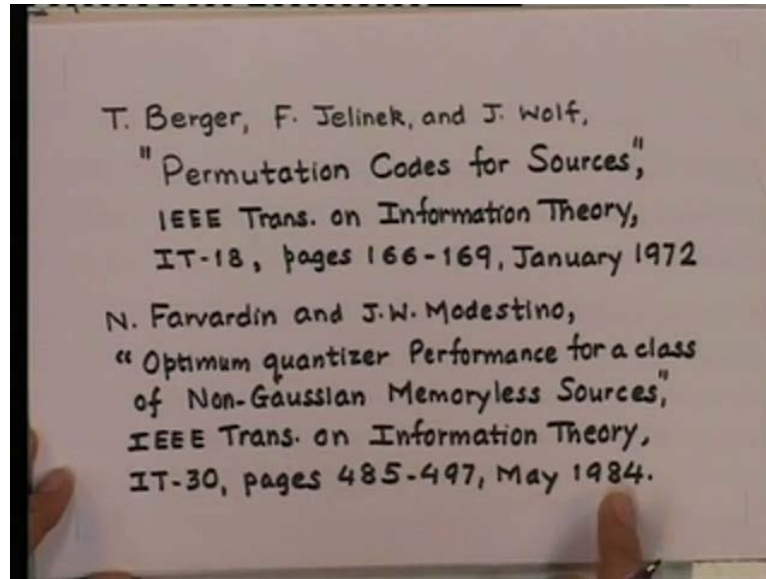 T. Berger, F. Jelinek, and J. Wolf,
"Permutation Codes for Sources",
IEEE Trans. on Information Theory,
IT-18, pages 166-169, January 1972
N. Farvardin and J.W. Modestino,
"Optimum quantizer Performance for a class
of Non-Gaussian Memoryless Sources",
IEEE Trans. on Information Theory,
IT-30, pages 485-497, May 1984.